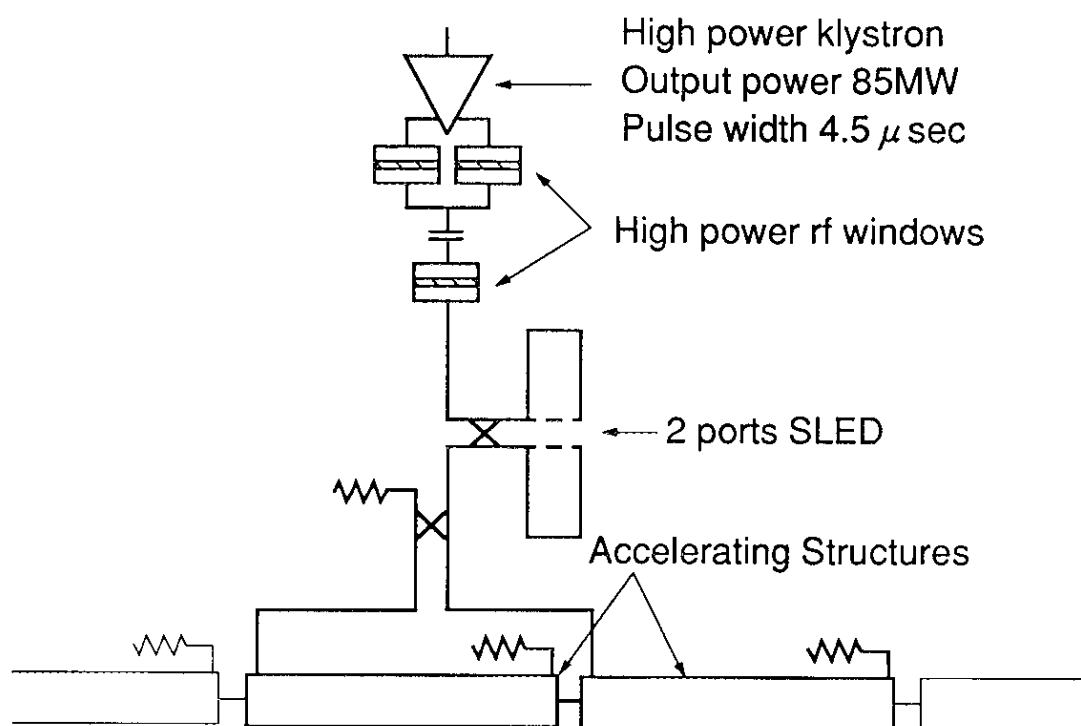 High power klystron
Output power 85MW
Pulse width 4.5 μ sec
High power rf windows
2 ports SLED
Accelerating Structures